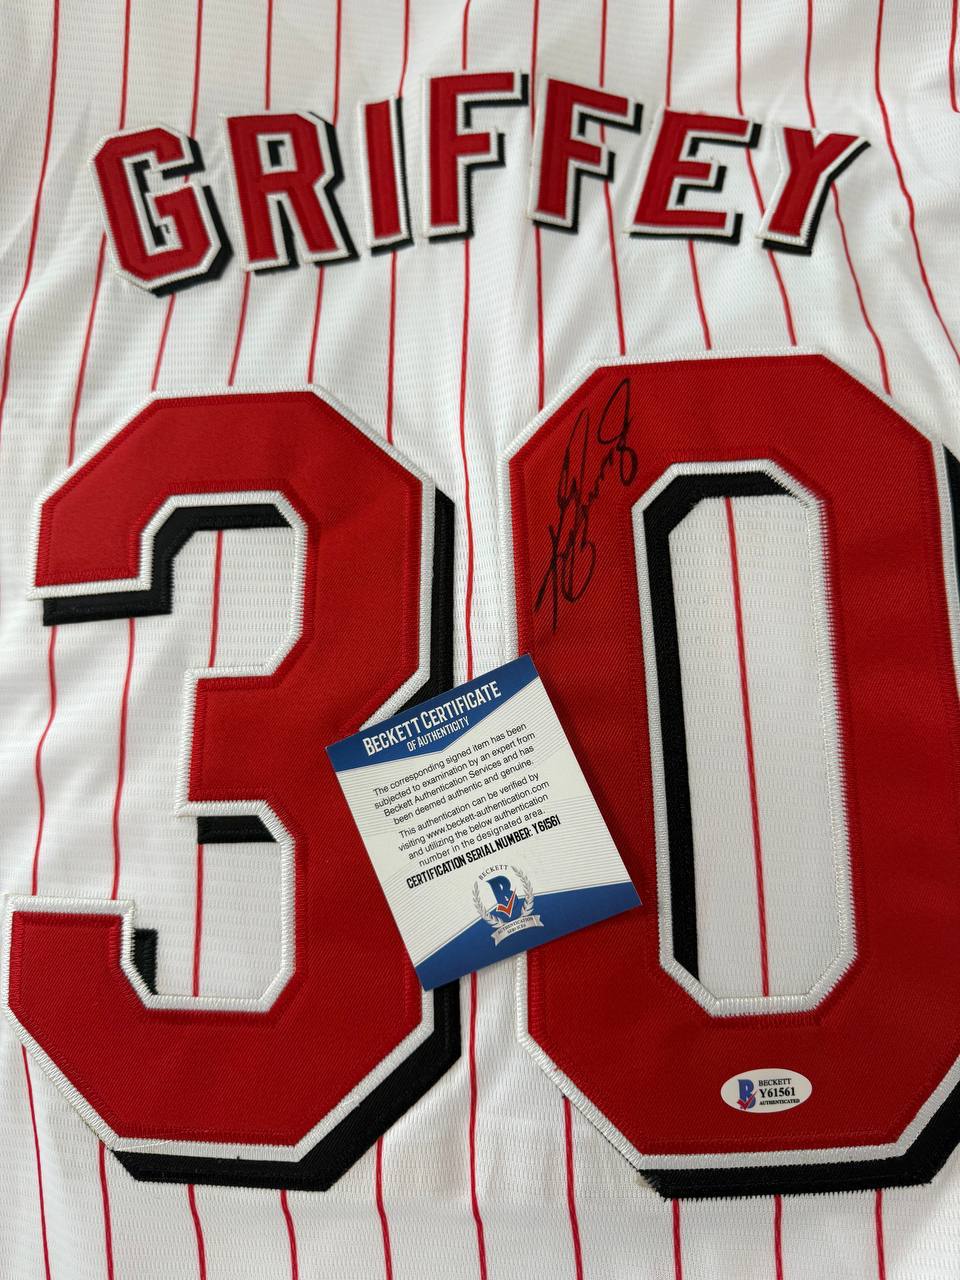 GRIFFEY
30
BECKETT CERTIFICATE
OF AUTHENTICITY
The corresponding signed item has been
subjected to examination by an expert from
Beckett Authentication Services and has
been deemed authentic and genuine.
This authentication can be verified by
visiting www.beckett-authentication.com
and utilizing the below authentication
number in the designated area.
CERTIFICATION SERIAL NUMBER: Y61561
BECKETT
B
AUTHENTICATION
SERVICES
B
BECKETT
Y61561
AUTHENTICATED